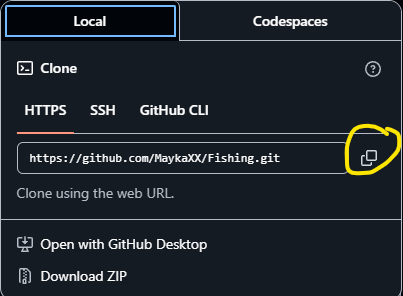 Local
Codespaces
Clone
HTTPS
SSH
GitHub CLI
https://github.com/MaykaXX/Fishing.git
Clone using the web URL.
Open with GitHub Desktop
Download ZIP